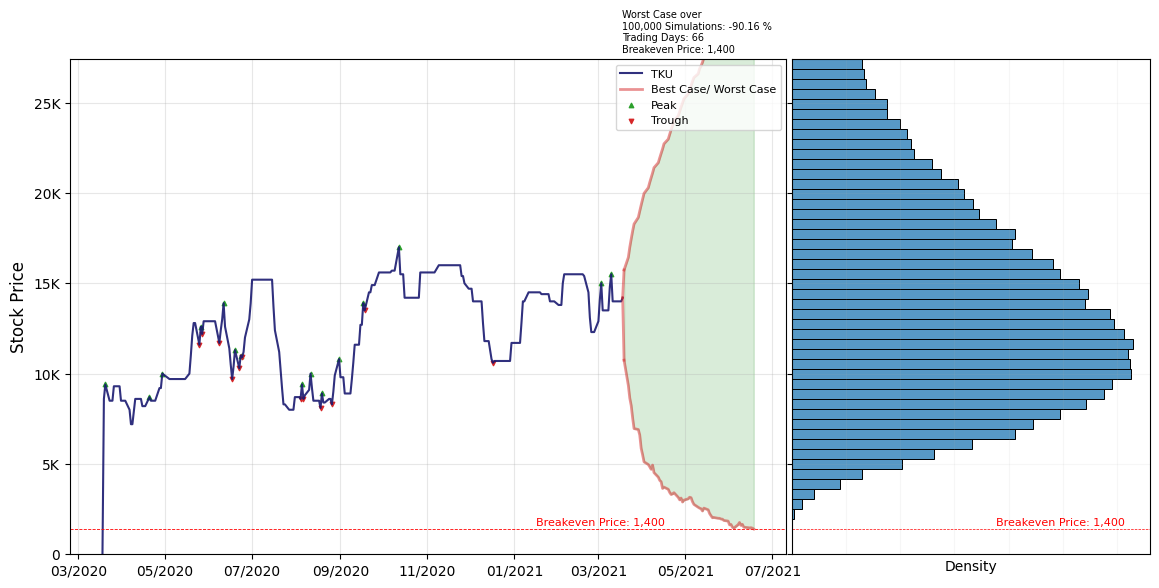 Worst Case over
100,000 Simulations: -90.16 %
Trading Days: 66
Breakeven Price: 1,400
TKU
Best Case/ Worst Case
Peak
Trough
25K
20K
15K
10K
5K
0
Stock Price
Breakeven Price: 1,400
Breakeven Price: 1,400
03/2020 05/2020 07/2020 09/2020 11/2020 01/2021 03/2021 05/2021 07/2021
Density